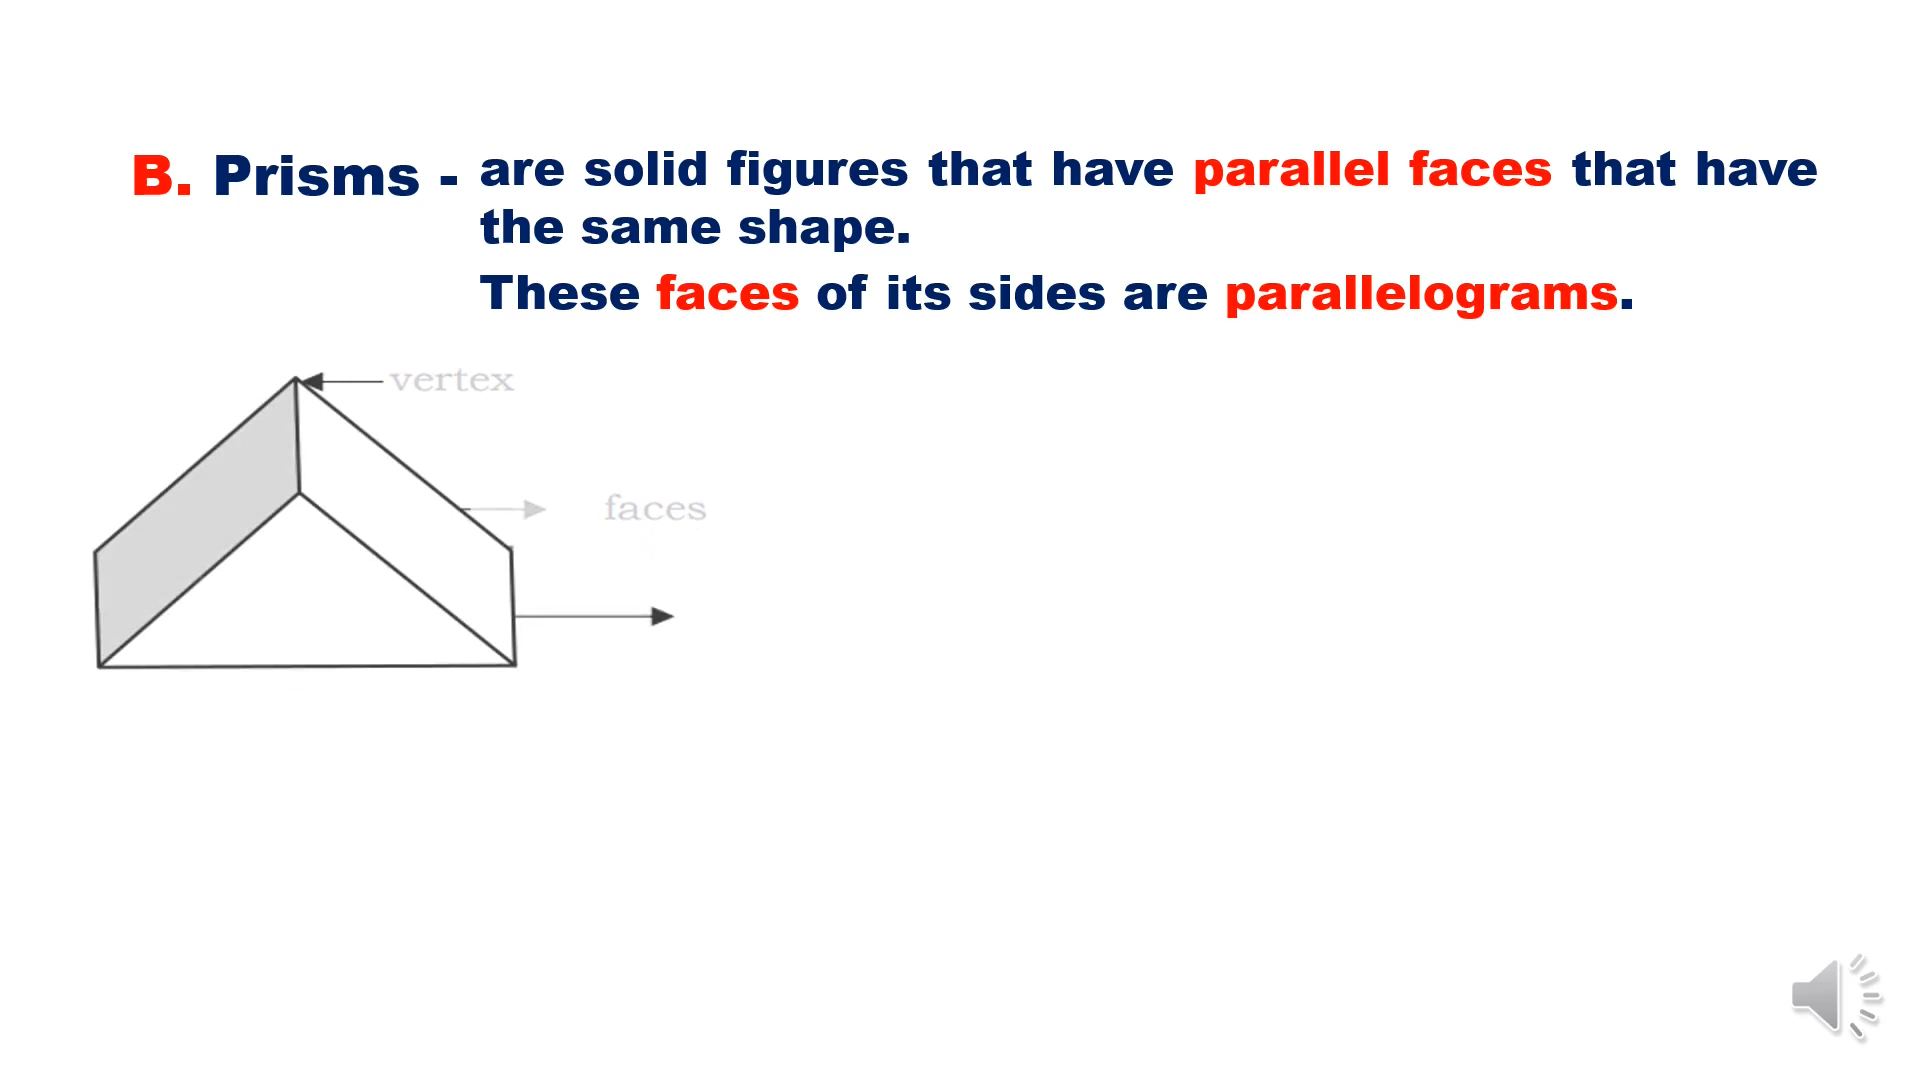 B. Prisms - are solid figures that have parallel faces that have
the same shape.
These faces of its sides are parallelograms.
vertex
faces